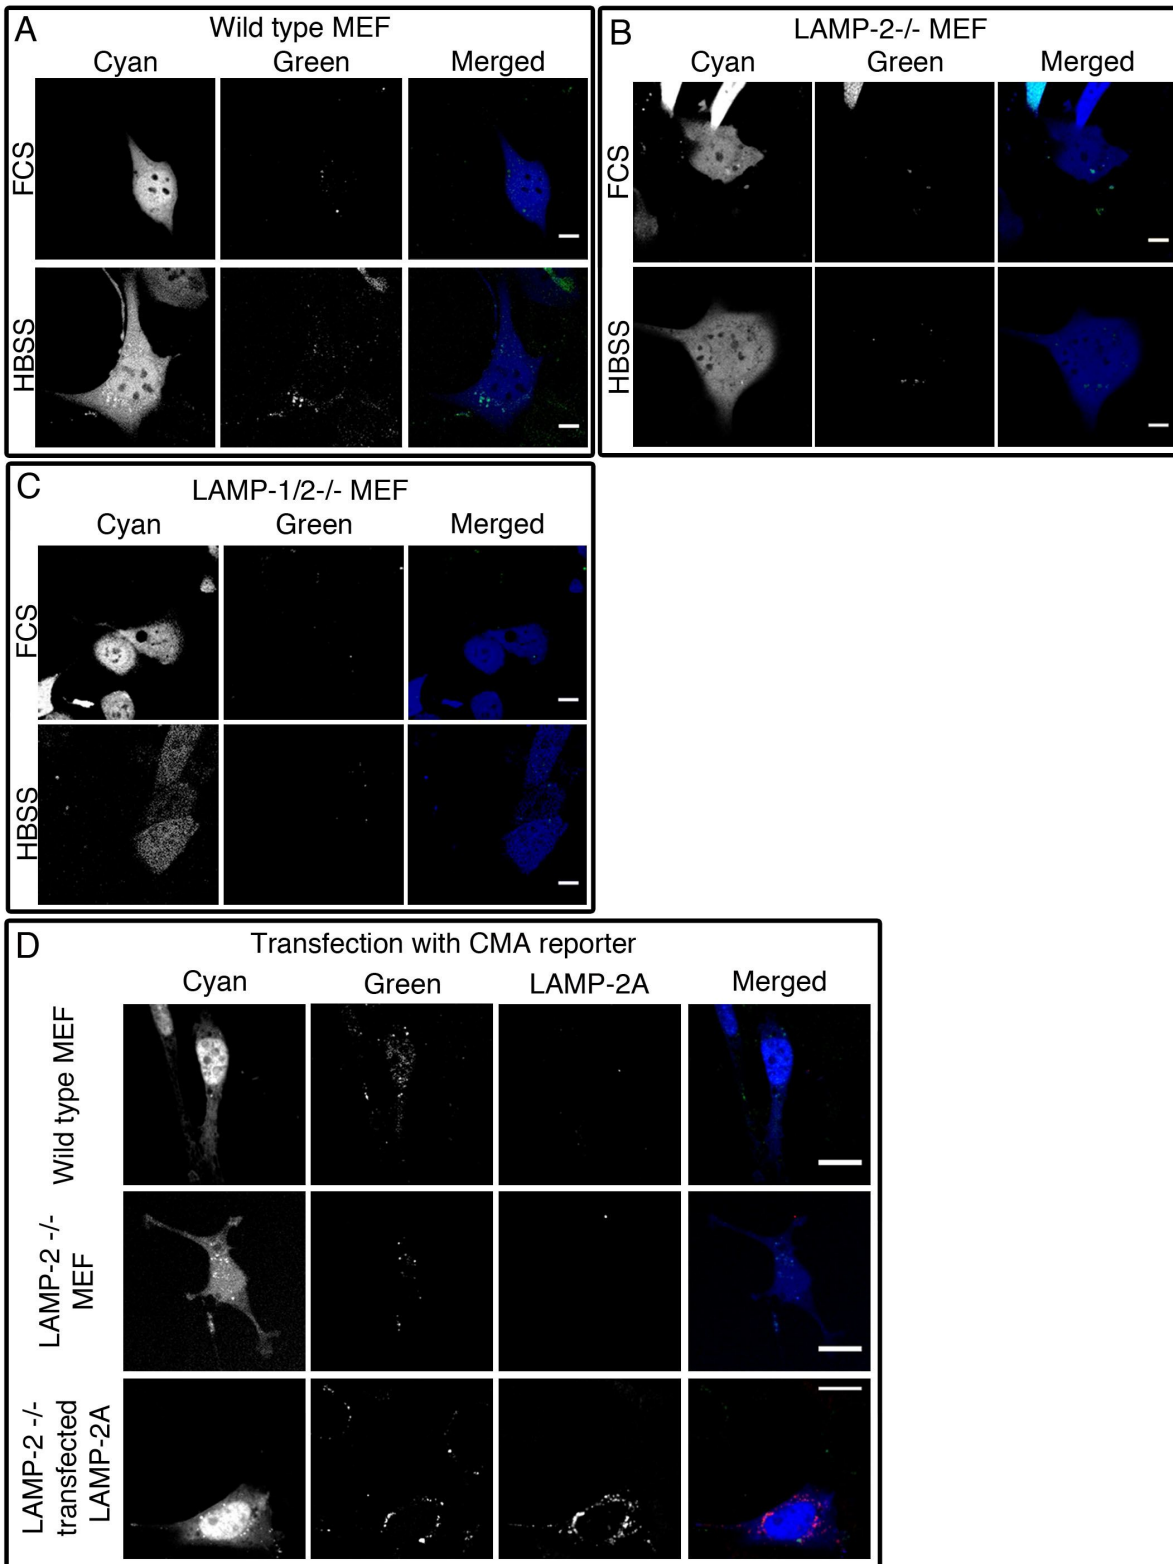 A
Wild type MEF
Cyan Green Merged
FCS
HBSS
B
LAMP-2-/- MEF
Cyan Green Merged
FCS
HBSS
C
LAMP-1/2-/- MEF
Cyan Green Merged
FCS
HBSS
D
Transfection with CMA reporter
Cyan Green LAMP-2A Merged
Wild type MEF
LAMP-2 -/-
MEF
LAMP-2 -/-
transfected
LAMP-2A